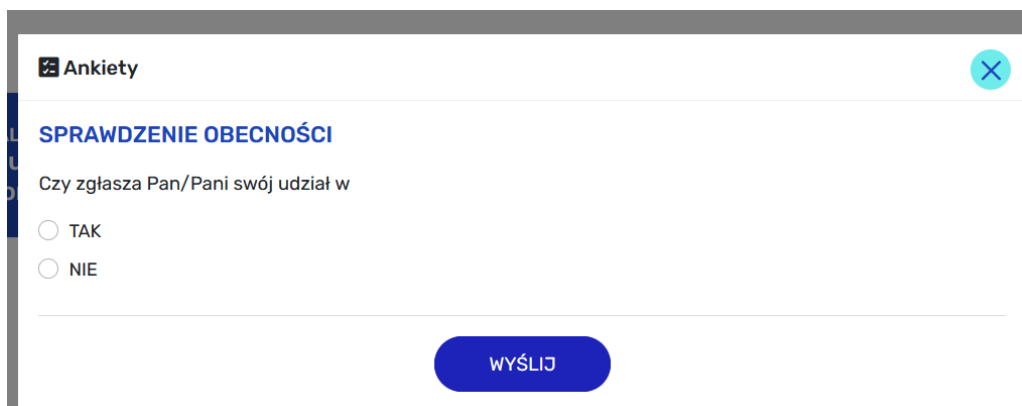 Ankiety
SPRAWDZENIE OBECNOŚCI
Czy zgłasza Pan/Pani swój udział w
TAK
NIE
WYŚLIJ